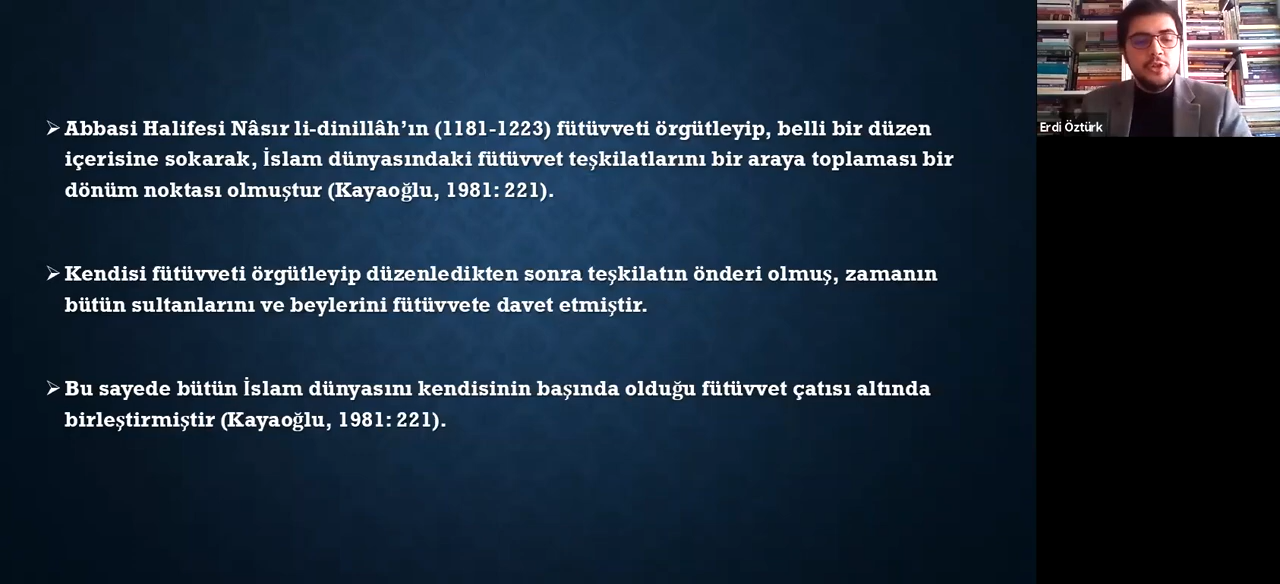 Abbasi Halifesi Nâsır li-dinillâh’ın (1181-1223) fütüvveti örgütleyip, belli bir düzen
içerisine sokarak, İslam dünyasındaki fütüvvet teşkilatlarını bir araya toplaması bir
dönüm noktası olmuştur (Kayaoğlu, 1981: 221).
Kendisi fütüvveti örgütleyip düzenledikten sonra teşkilatın önderi olmuş, zamanın
bütün sultanlarını ve beylerini fütüvvete davet etmiştir.
Bu sayede bütün İslam dünyasını kendisinin başında olduğu fütüvvet çatısı altında
birleştirmiştir (Kayaoğlu, 1981: 221).
Erdi Öztürk